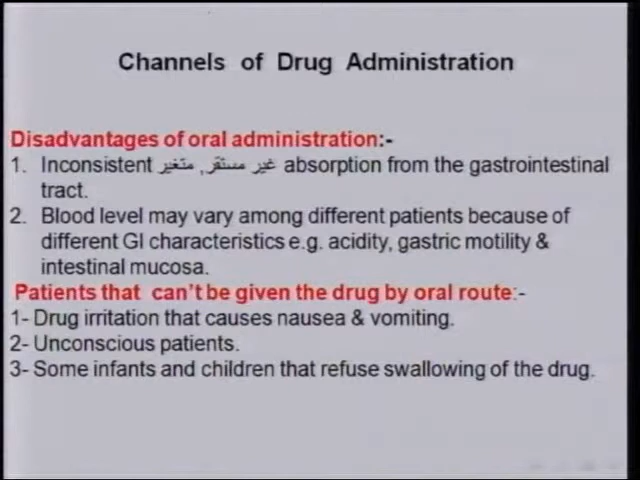 Channels of Drug Administration
Disadvantages of oral administration:-
1. Inconsistent غير مستقر, متغير absorption from the gastrointestinal
tract.
2. Blood level may vary among different patients because of
different GI characteristics e.g. acidity, gastric motility &
intestinal mucosa.
Patients that can't be given the drug by oral route:-
1- Drug irritation that causes nausea & vomiting.
2- Unconscious patients.
3- Some infants and children that refuse swallowing of the drug.